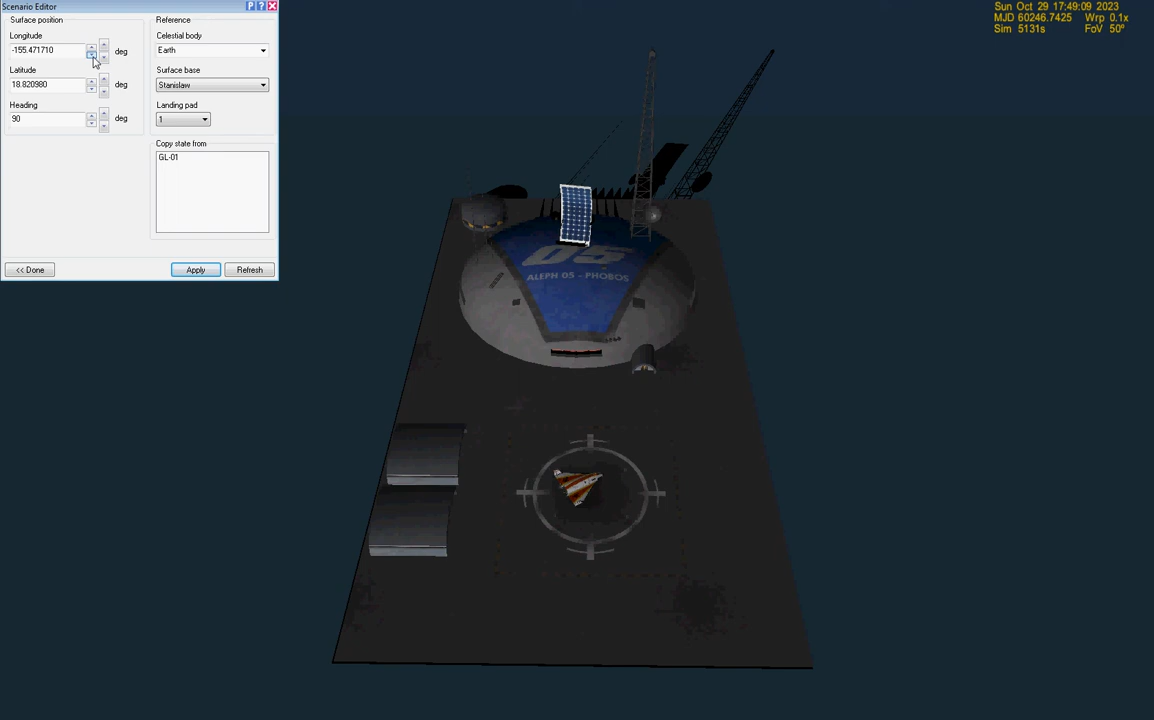 Scenario Editor
P ? X
Surface position
Longitude
-155.471710
deg
Latitude
18.820980
deg
Heading
90
deg
Reference
Celestial body
Earth
Surface base
Stanislaw
Landing pad
1
Copy state from
GL-01
<< Done
Apply
Refresh
Sun Oct 29 17:49:09 2023
MJD 60246.7425 Wrp 0.1x
Sim 5131s FoV 50°
05
ALEPH 05 - PHOBOS